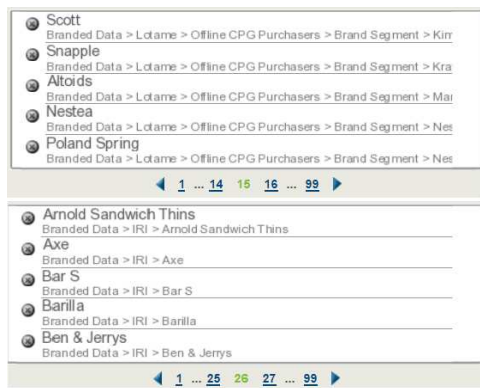 Scott
Branded Data > Lotame > Offline CPG Purchasers > Brand Segment > Kim
Snapple
Branded Data > Lotame > Offline CPG Purchasers > Brand Segment > Kra
Altoids
Branded Data > Lotame > Offline CPG Purchasers > Brand Segment > Mar
Nestea
Branded Data > Lotame > Offline CPG Purchasers > Brand Segment > Nes
Poland Spring
Branded Data > Lotame > Offline CPG Purchasers > Brand Segment > Nes
1 ... 14 15 16 ... 99
Arnold Sandwich Thins
Branded Data > IRI > Arnold Sandwich Thins
Axe
Branded Data > IRI > Axe
Bar S
Branded Data > IRI > Bar S
Barilla
Branded Data > IRI > Barilla
Ben & Jerrys
Branded Data > IRI > Ben & Jerrys
1 ... 25 26 27 ... 99